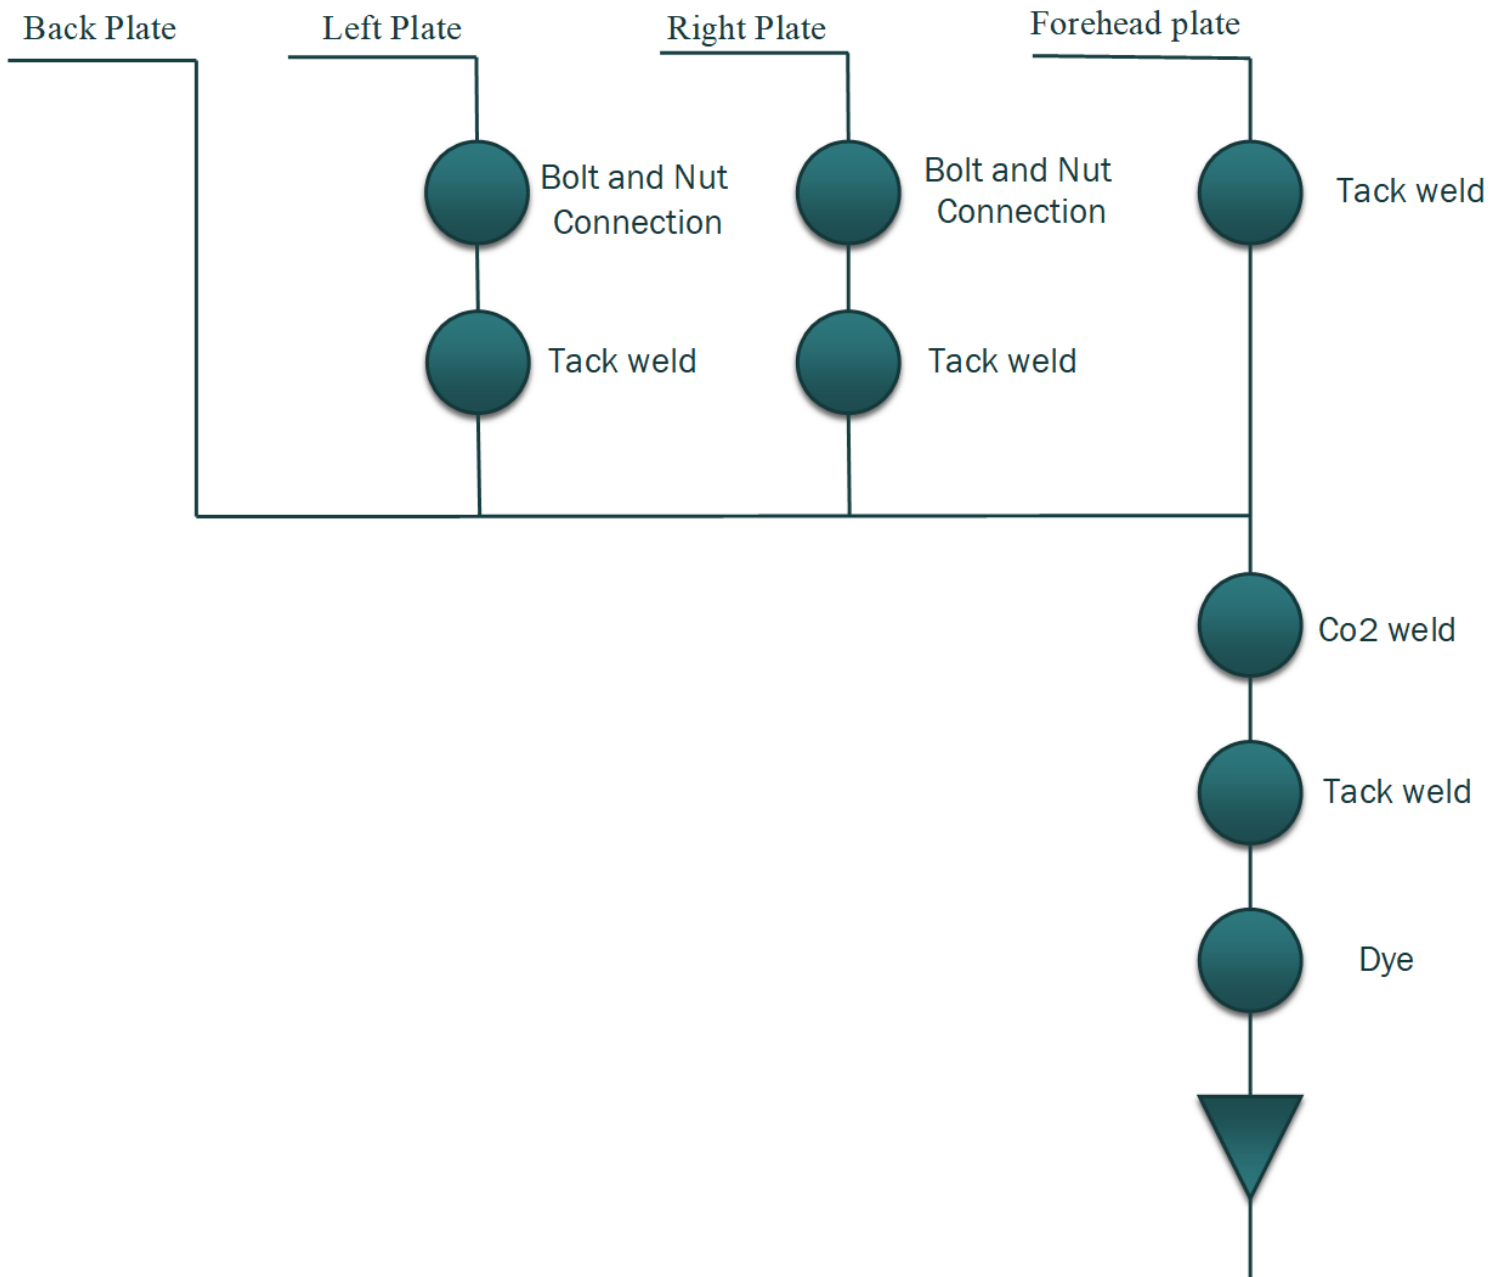 Back Plate
Left Plate
Right Plate
Forehead plate
Bolt and Nut
Connection
Bolt and Nut
Connection
Tack weld
Tack weld
Tack weld
Co2 weld
Tack weld
Dye